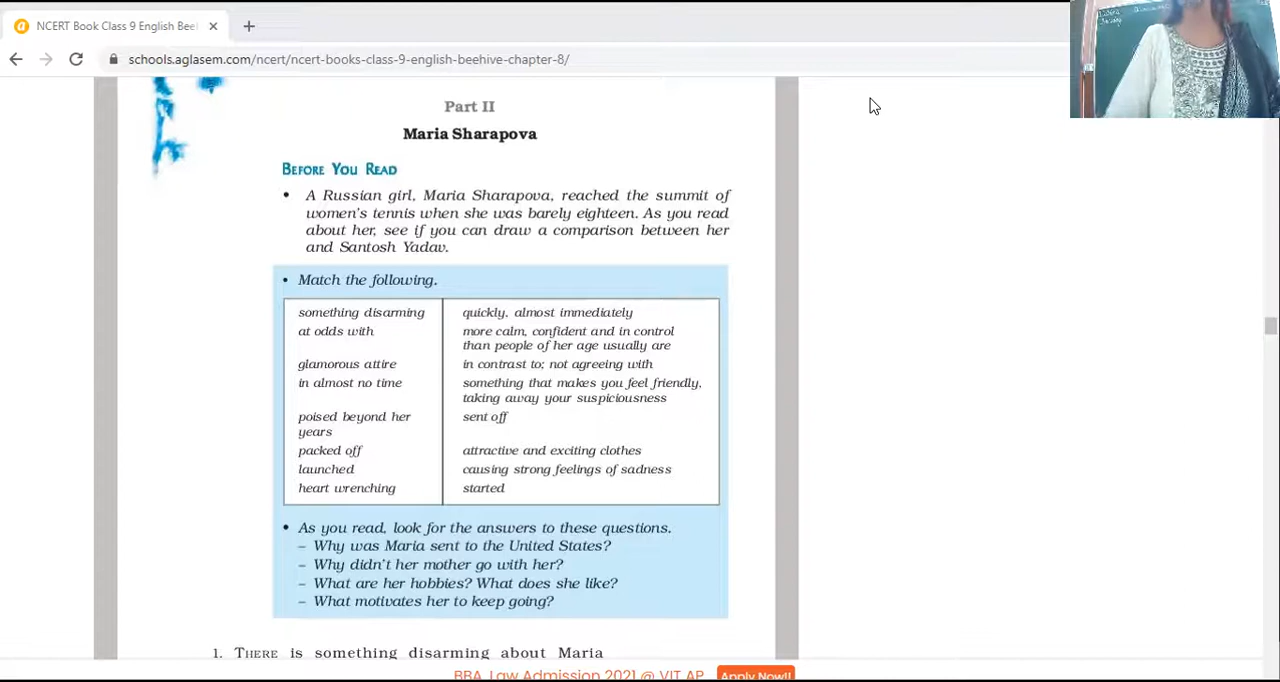 NCERT Book Class 9 English Bee
schools.aglasem.com/ncert/ncert-books-class-9-english-beehive-chapter-8/
Part II
Maria Sharapova
BEFORE YOU READ
• A Russian girl, Maria Sharapova, reached the summit of
women's tennis when she was barely eighteen. As you read
about her, see if you can draw a comparison between her
and Santosh Yadav.
• Match the following.
something disarming quickly, almost immediately
at odds with more calm, confident and in control
than people of her age usually are
glamorous attire in contrast to; not agreeing with
in almost no time something that makes you feel friendly,
taking away your suspiciousness
poised beyond her sent off
years
packed off attractive and exciting clothes
launched causing strong feelings of sadness
heart wrenching started
• As you read, look for the answers to these questions.
– Why was Maria sent to the United States?
– Why didn't her mother go with her?
– What are her hobbies? What does she like?
– What motivates her to keep going?
1. THERE is something disarming about Maria
BBA, Law Admission 2021 @ VIT AP Apply Now!!